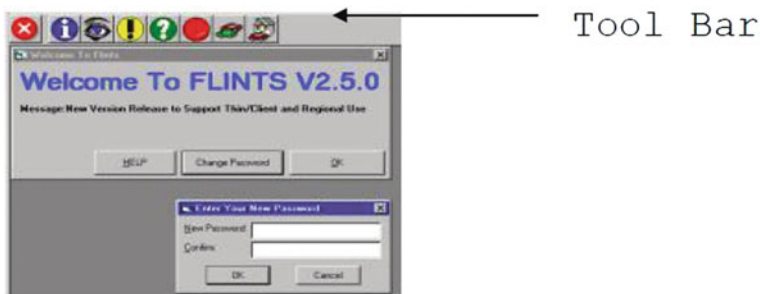 Tool Bar
Welcome To Flints
Welcome To FLINTS V2.5.0
Message:New Version Release to Support Thin/Client and Regional Use
HELP Change Password OK
Enter Your New Password
New Password
Confirm
OK Cancel